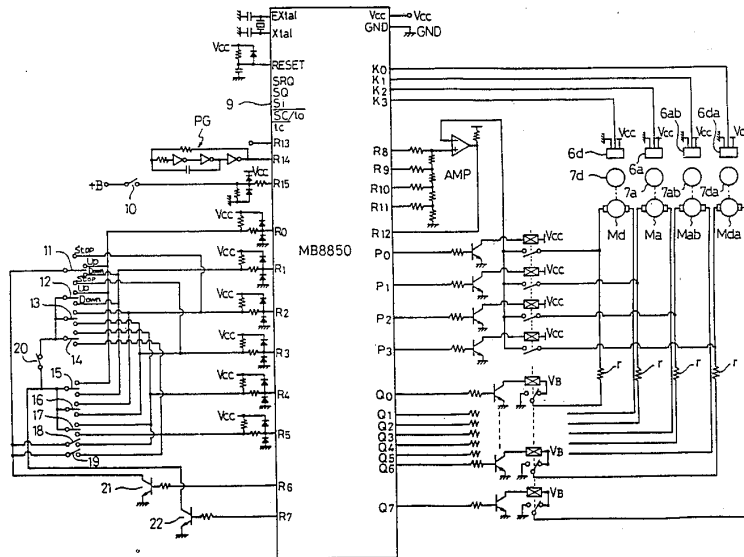 EXtal
Xtal
Vcc
RESET
SRQ
SQ
9
Si
SC/to
tc
PG
R13
R14
Vcc
+B
10
R15
Vcc
R0
Stop
11
Up
Down
Stop
Vcc
R1
12
Up
Down
Vcc
R2
13
Vcc
R3
14
20
Vcc
R4
15
16
17
Vcc
R5
18
19
21
R6
22
R7
MB8850
Vcc
Vcc
GND
GND
K0
K1
K2
K3
R8
R9
R10
R11
R12
AMP
Vcc
Vcc
Vcc
Vcc
6d
6a
6ab
6da
7d
7a
7ab
7da
Md
Ma
Mab
Mda
P0
Vcc
P1
Vcc
P2
Vcc
P3
Vcc
r
r
r
r
Q0
VB
Q1
Q2
Q3
Q4
Q5
Q6
VB
Q7
VB